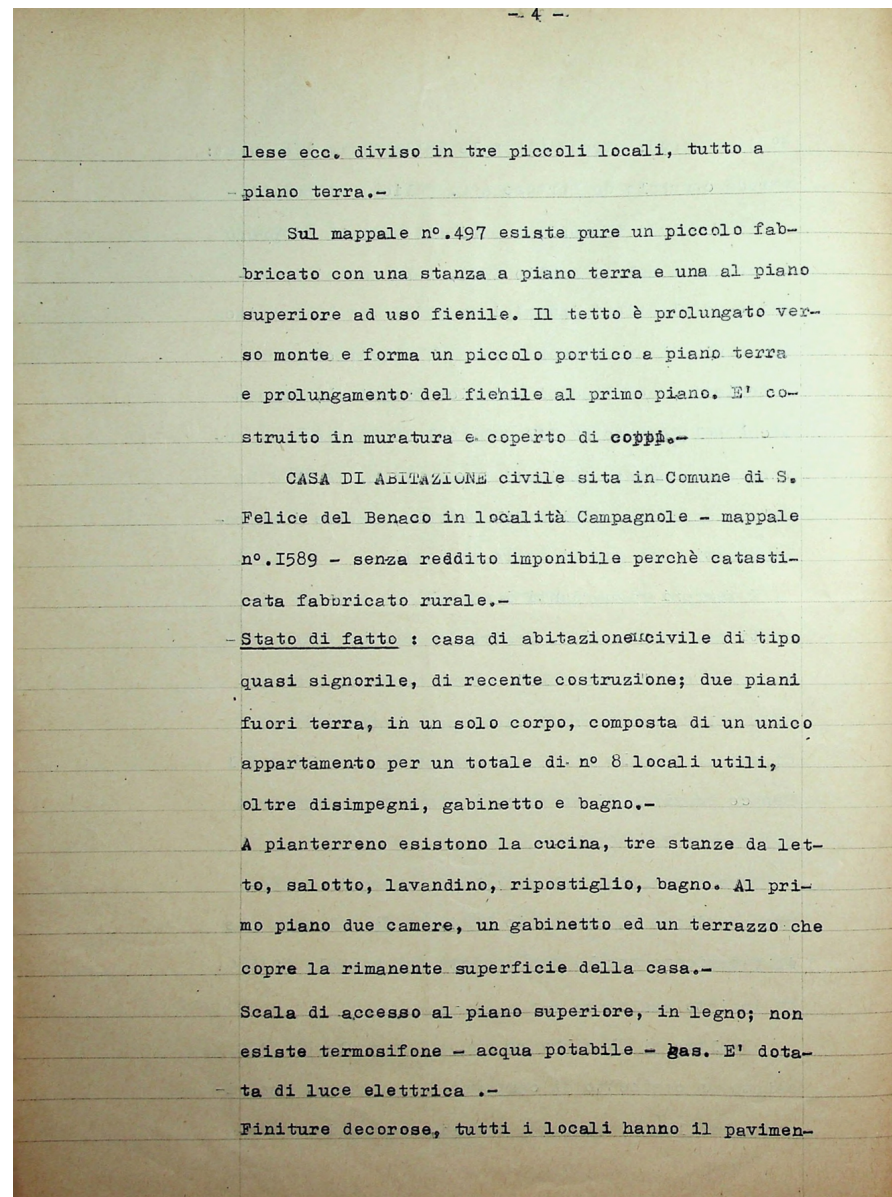 - 4 -
lese ecc. diviso in tre piccoli locali, tutto a
piano terra.-
Sul mappale nº.497 esiste pure un piccolo fab-
bricato con una stanza a piano terra e una al piano
superiore ad uso fienile. Il tetto è prolungato ver-
so monte e forma un piccolo portico a piano terra
e prolungamento del fienile al primo piano. E' co-
struito in muratura e coperto di coppi.-
CASA DI ABITAZIONE civile sita in Comune di S.
Felice del Benaco in località Campagnole - mappale
nº.I589 - senza reddito imponibile perchè catasti-
cata fabbricato rurale.-
Stato di fatto : casa di abitazione civile di tipo
quasi signorile, di recente costruzione; due piani
fuori terra, in un solo corpo, composta di un unico
appartamento per un totale di nº 8 locali utili,
oltre disimpegni, gabinetto e bagno.-
A pianterreno esistono la cucina, tre stanze da let-
to, salotto, lavandino, ripostiglio, bagno. Al pri-
mo piano due camere, un gabinetto ed un terrazzo che
copre la rimanente superficie della casa.-
Scala di accesso al piano superiore, in legno; non
esiste termosifone - acqua potabile - gas. E' dota-
ta di luce elettrica .-
Finiture decorose, tutti i locali hanno il pavimen-